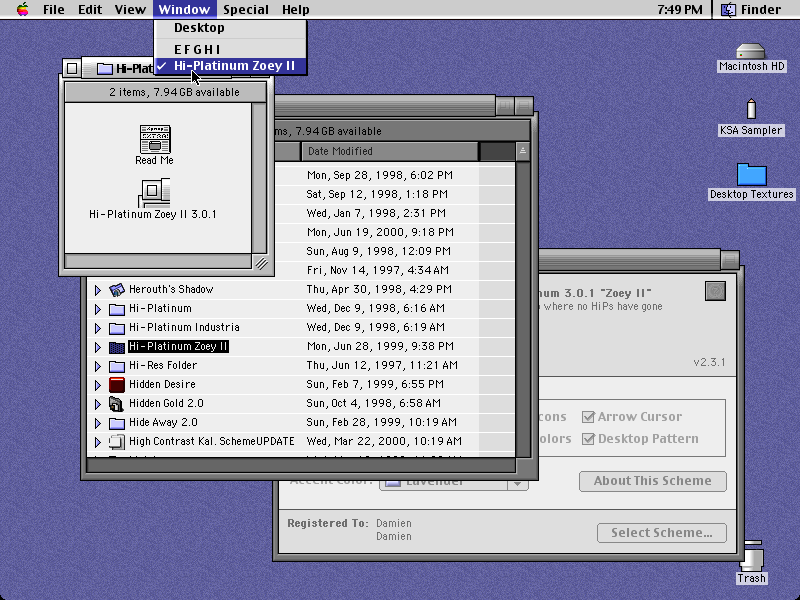 File Edit View Window Special Help 7:49 PM Finder
Desktop
E F G H I
Hi-Platinum Zoey II
Hi-Plat
2 items, 7.94 GB available
Read Me
Hi-Platinum Zoey II 3.0.1
ms, 7.94 GB available
Date Modified
Mon, Sep 28, 1998, 6:02 PM
Sat, Sep 12, 1998, 1:18 PM
Wed, Jan 7, 1998, 2:31 PM
Mon, Jun 19, 2000, 9:18 PM
Sun, Aug 9, 1998, 12:09 PM
Fri, Nov 14, 1997, 4:34 AM
Herouth's Shadow Thu, Apr 30, 1998, 4:29 PM
Hi-Platinum Wed, Dec 9, 1998, 6:16 AM
Hi-Platinum Industria Wed, Dec 9, 1998, 6:19 AM
Hi-Platinum Zoey II Mon, Jun 28, 1999, 9:38 PM
Hi-Res Folder Thu, Jun 12, 1997, 11:21 AM
Hidden Desire Sun, Feb 7, 1999, 6:55 PM
Hidden Gold 2.0 Sun, Oct 4, 1998, 6:58 AM
Hide Away 2.0 Sun, Feb 28, 1999, 10:19 AM
High Contrast Kal. SchemeUPDATE Wed, Mar 22, 2000, 10:19 AM
num 3.0.1 "Zoey II"
where no HiPs have gone
v2.3.1
cons Arrow Cursor
olors Desktop Pattern
Accent Color: Lavender About This Scheme
Registered To: Damien
Damien
Select Scheme...
Macintosh HD
KSA Sampler
Desktop Textures
Trash